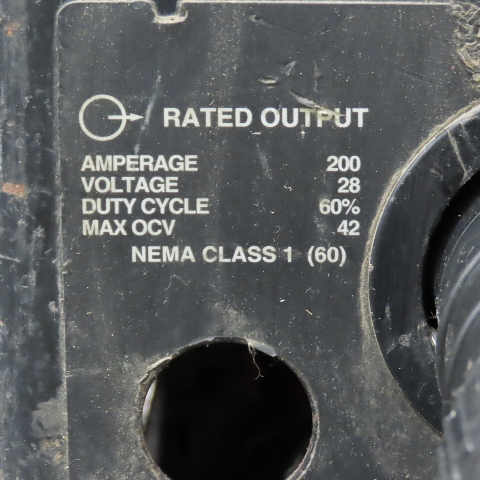 RATED OUTPUT
AMPERAGE 200
VOLTAGE 28
DUTY CYCLE 60%
MAX OCV 42
NEMA CLASS 1 (60)